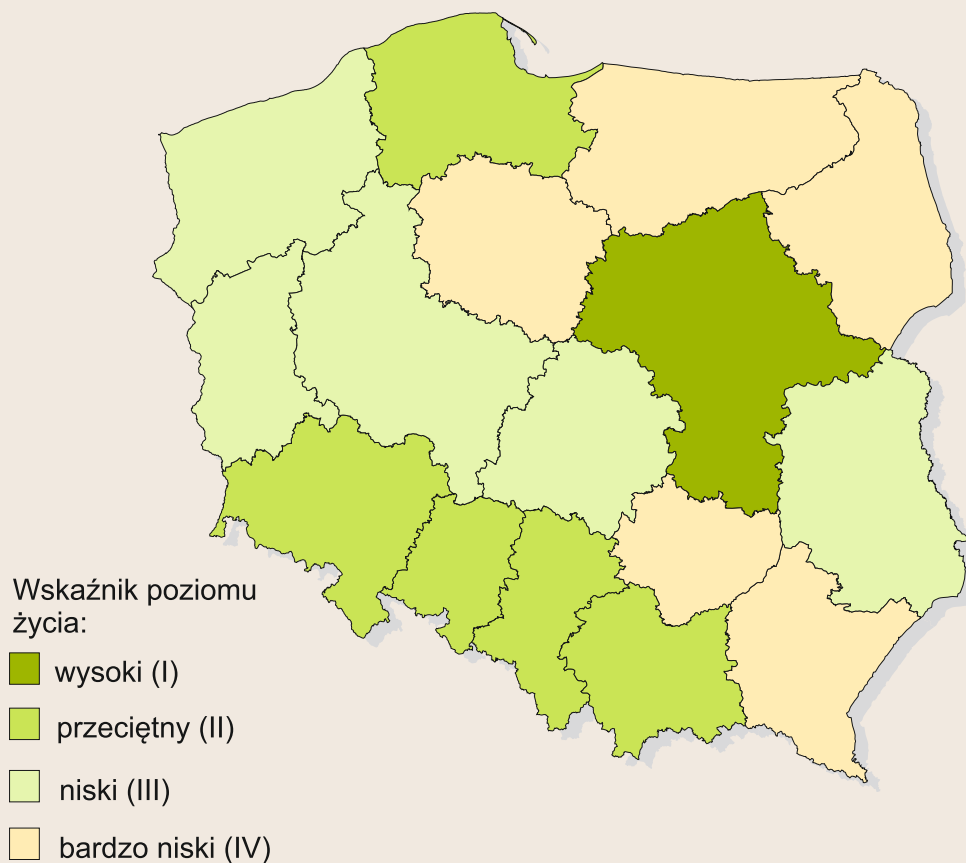 Wskaźnik poziomu
życia:
wysoki (I)
przeciętny (II)
niski (III)
bardzo niski (IV)